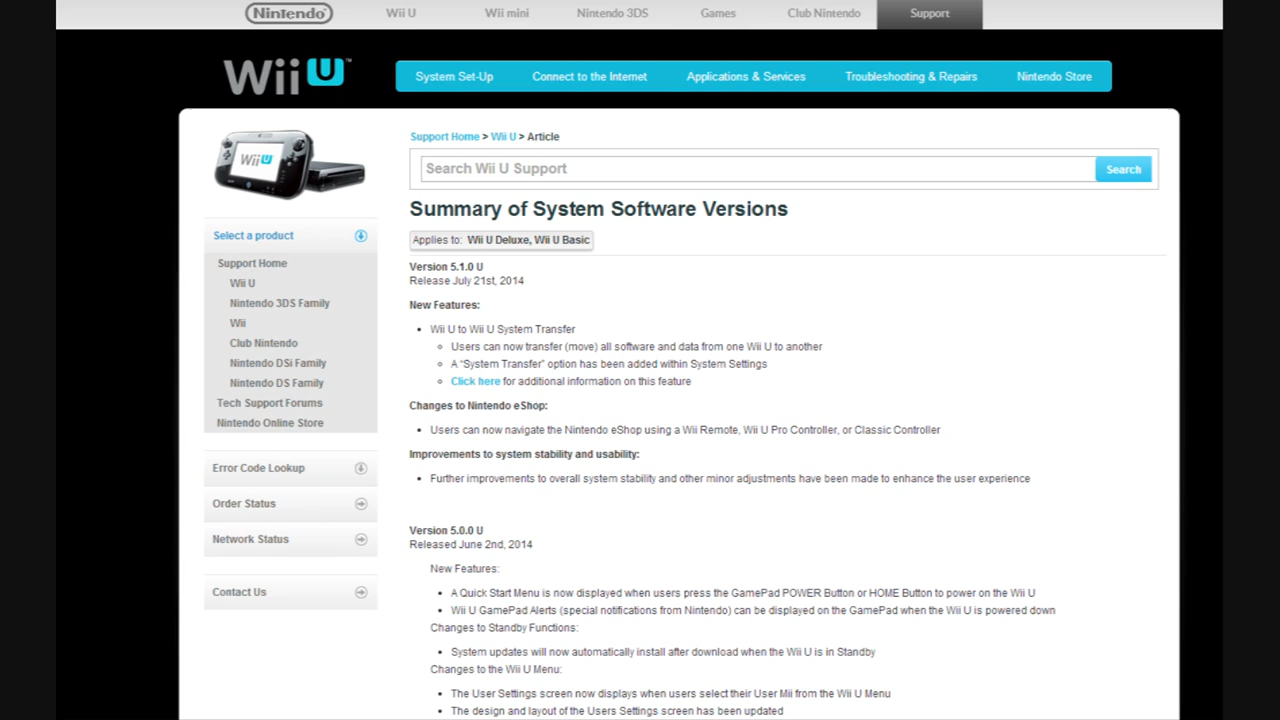 Nintendo
Wii U
Wii mini
Nintendo 3DS
Games
Club Nintendo
Support
Wii U™
System Set-Up
Connect to the Internet
Applications & Services
Troubleshooting & Repairs
Nintendo Store
Wii U
Select a product
Support Home
Wii U
Nintendo 3DS Family
Wii
Club Nintendo
Nintendo DSi Family
Nintendo DS Family
Tech Support Forums
Nintendo Online Store
Error Code Lookup
Order Status
Network Status
Contact Us
Support Home > Wii U > Article
Search Wii U Support
Search
Summary of System Software Versions
Applies to: Wii U Deluxe, Wii U Basic
Version 5.1.0 U
Release July 21st, 2014
New Features:
• Wii U to Wii U System Transfer
Users can now transfer (move) all software and data from one Wii U to another
A “System Transfer” option has been added within System Settings
Click here for additional information on this feature
Changes to Nintendo eShop:
• Users can now navigate the Nintendo eShop using a Wii Remote, Wii U Pro Controller, or Classic Controller
Improvements to system stability and usability:
• Further improvements to overall system stability and other minor adjustments have been made to enhance the user experience
Version 5.0.0 U
Released June 2nd, 2014
New Features:
• A Quick Start Menu is now displayed when users press the GamePad POWER Button or HOME Button to power on the Wii U
• Wii U GamePad Alerts (special notifications from Nintendo) can be displayed on the GamePad when the Wii U is powered down
Changes to Standby Functions:
• System updates will now automatically install after download when the Wii U is in Standby
Changes to the Wii U Menu:
• The User Settings screen now displays when users select their User Mii from the Wii U Menu
• The design and layout of the Users Settings screen has been updated